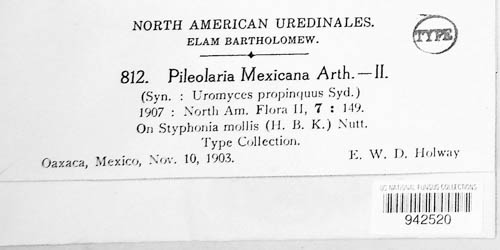 NORTH AMERICAN UREDINALES.
ELAM BARTHOLOMEW.
TYPE
812. Pileolaria Mexicana Arth.—II.
(Syn. : Uromyces propinquus Syd.)
1907 : North Am. Flora II, 7 : 149.
On Styphonia mollis (H. B. K.) Nutt.
Type Collection.
Oaxaca, Mexico, Nov. 10, 1903. E. W. D. Holway
US NATIONAL FUNGUS COLLECTIONS
942520